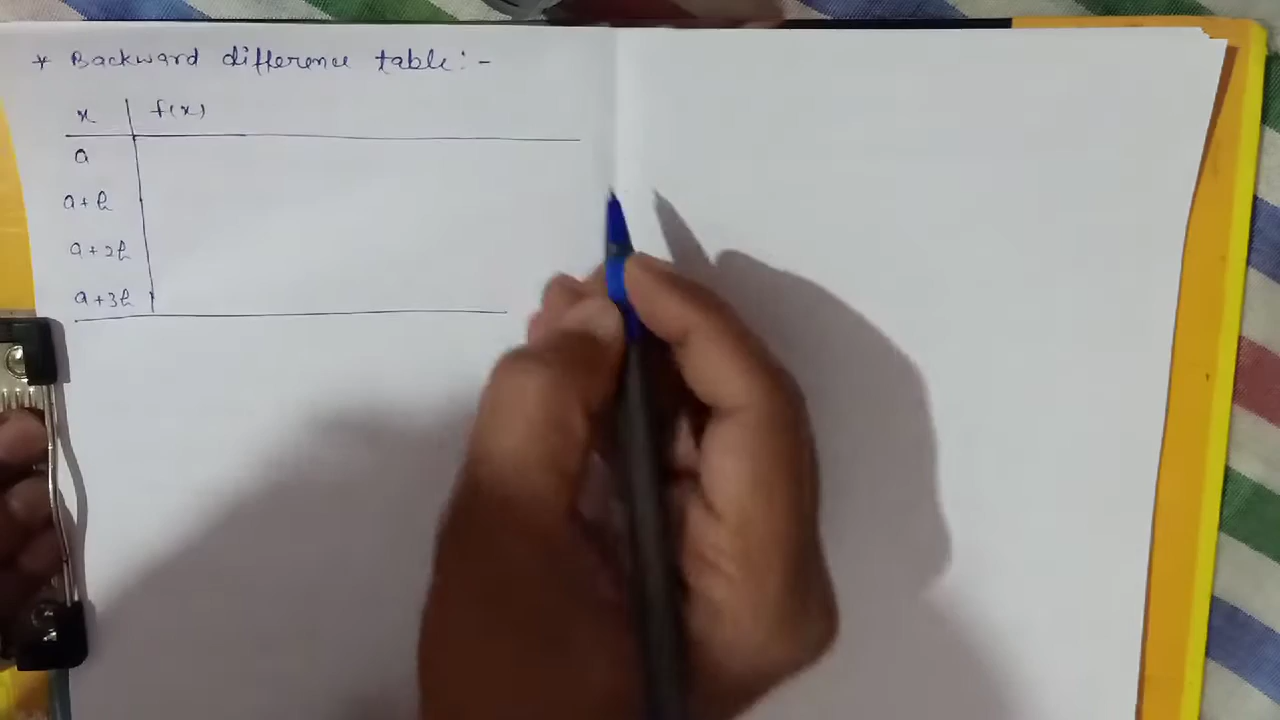 * Backward difference table:-
x f(x)
a
a+h
a+2h
a+3h